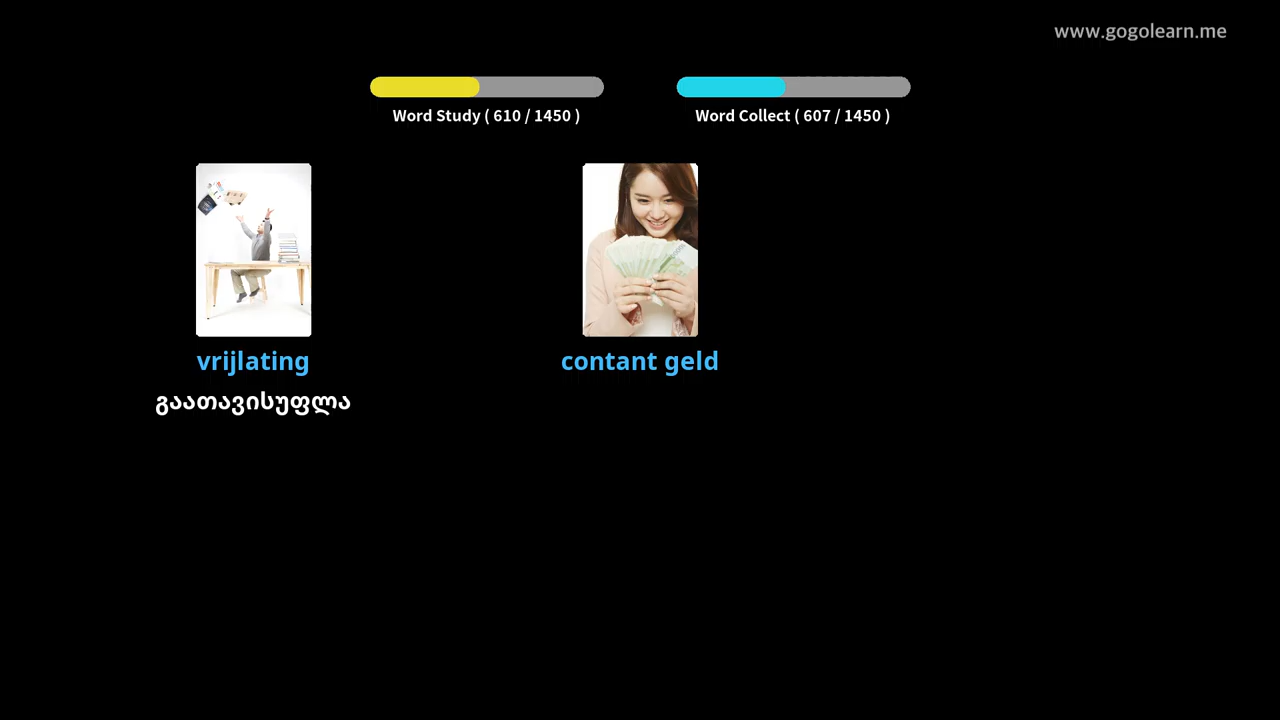 www.gogolearn.me
Word Study ( 610 / 1450 )
Word Collect ( 607 / 1450 )
vrijlating
contant geld
გაათავისუფლა